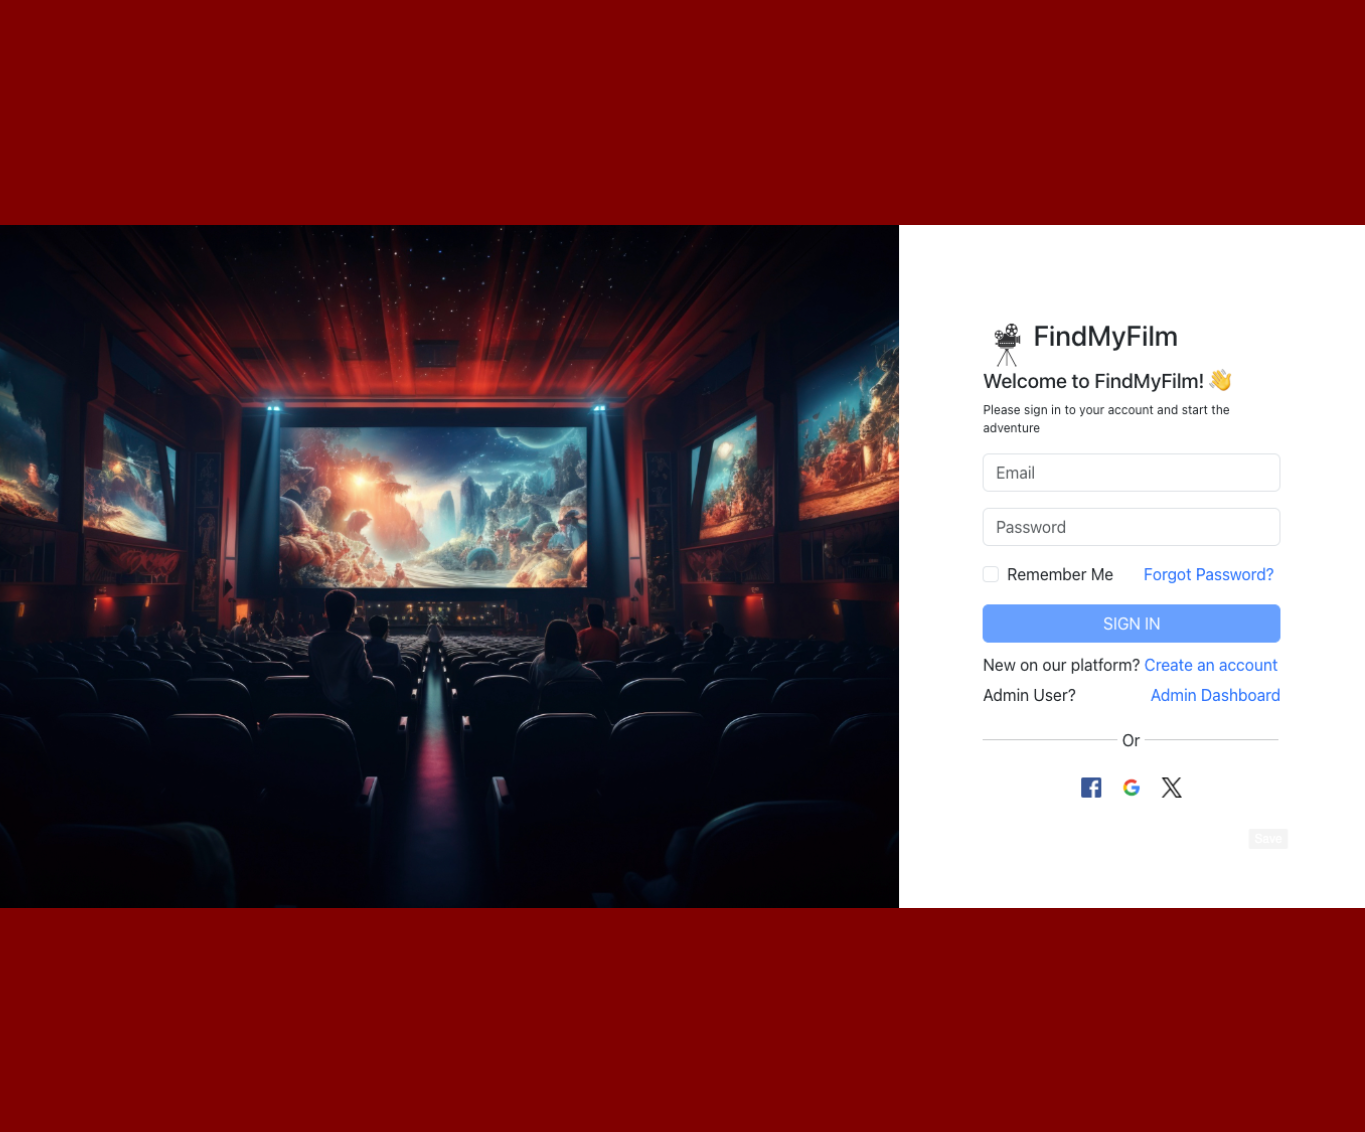 FindMyFilm
Welcome to FindMyFilm! 👋
Please sign in to your account and start the
adventure
Email
Password
Remember Me Forgot Password?
SIGN IN
New on our platform? Create an account
Admin User? Admin Dashboard
Or
Save